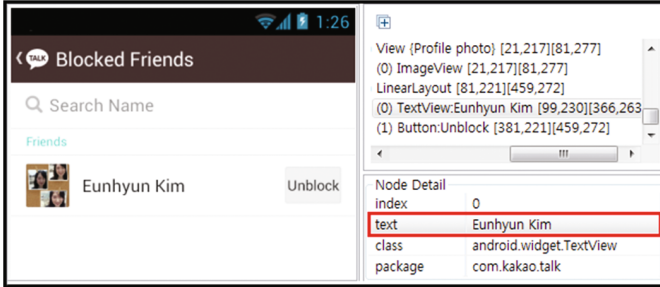 1:26
TALK Blocked Friends
Search Name
Friends
Eunhyun Kim
Unblock
View {Profile photo} [21,217][81,277]
(0) ImageView [21,217][81,277]
LinearLayout [81,221][459,272]
(0) TextView:Eunhyun Kim [99,230][366,263
(1) Button:Unblock [381,221][459,272]
Node Detail
index 0
text Eunhyun Kim
class android.widget.TextView
package com.kakao.talk